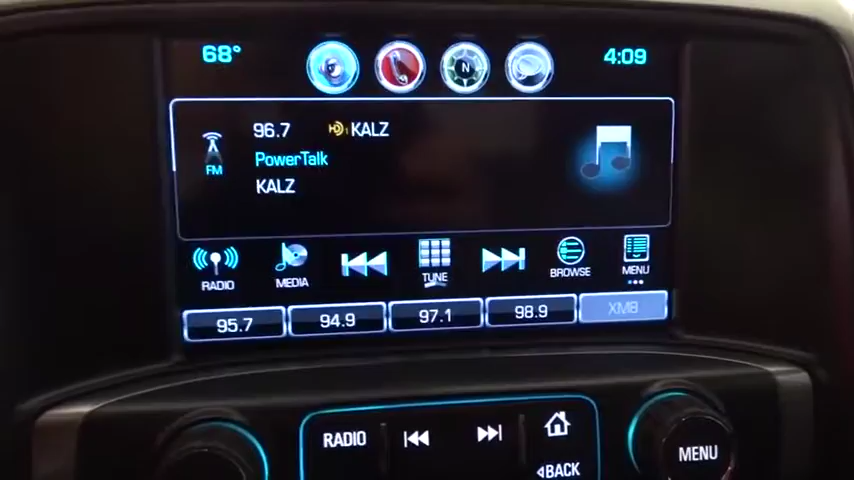 68° N 4:09
96.7 HD1 KALZ
FM PowerTalk
KALZ
RADIO MEDIA TUNE BROWSE MENU
95.7 94.9 97.1 98.9 XM8
RADIO
BACK
MENU